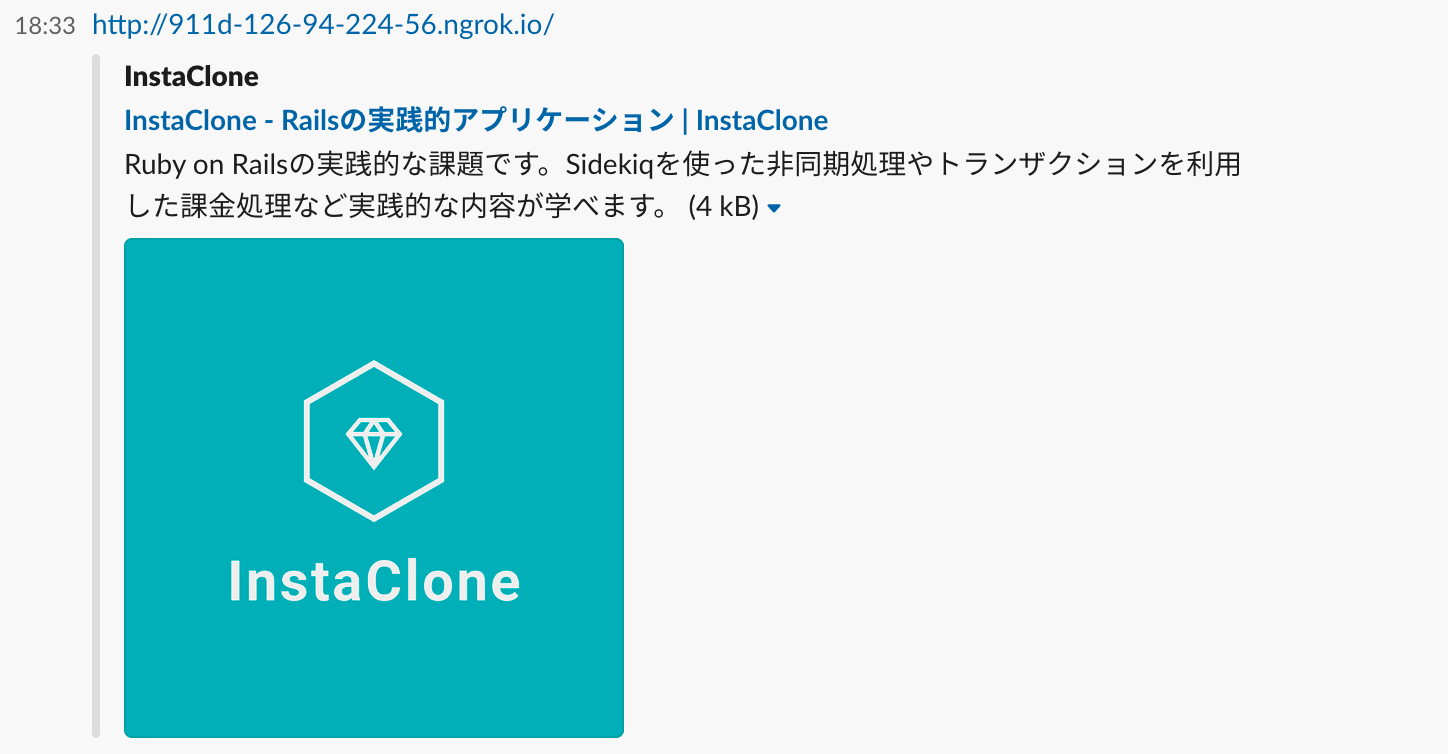 18:33 http://911d-126-94-224-56.ngrok.io/
InstaClone
InstaClone - Railsの実践的アプリケーション | InstaClone
Ruby on Railsの実践的な課題です。Sidekiqを使った非同期処理やトランザクションを利用
した課金処理など実践的な内容が学べます。 (4 kB)
InstaClone